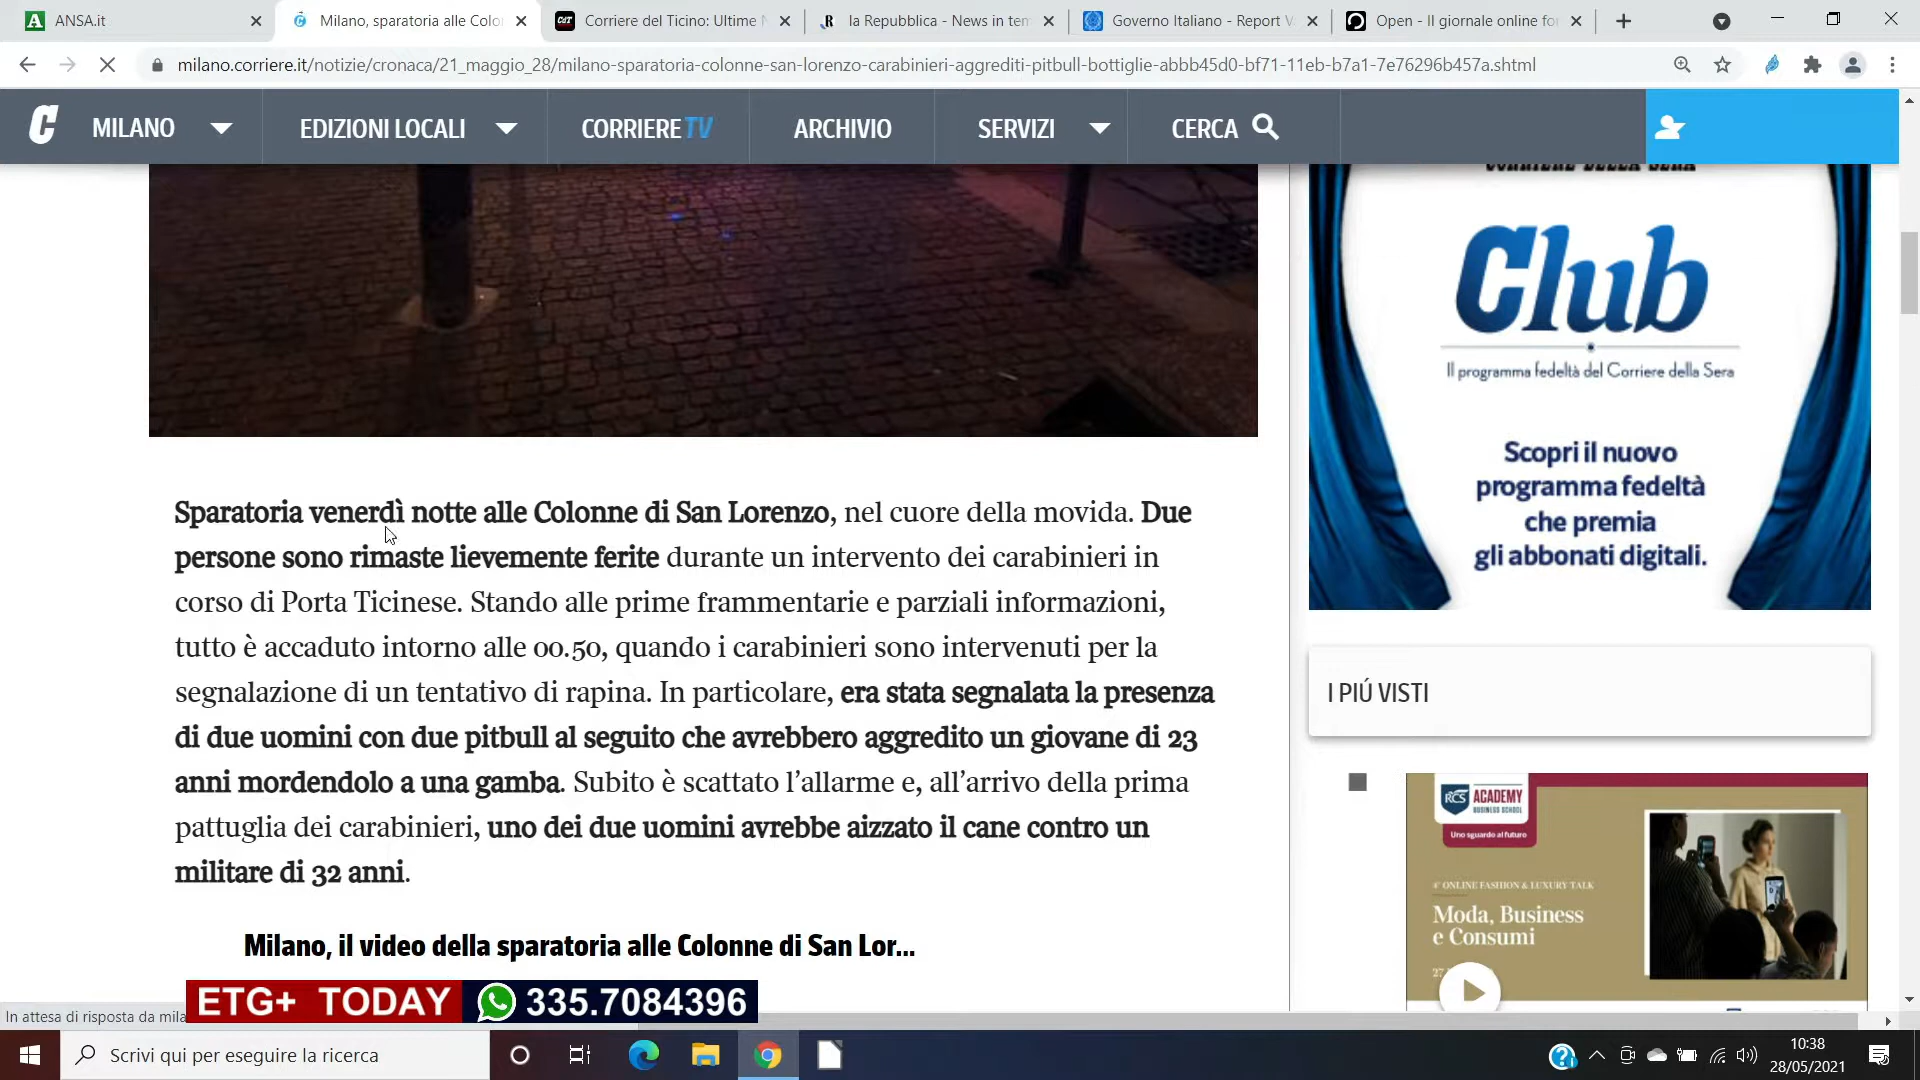 ANSA.it
Milano, sparatoria alle Colo
Corriere del Ticino: Ultime N
la Repubblica - News in tem
Governo Italiano - Report V
Open - Il giornale online fo
milano.corriere.it/notizie/cronaca/21_maggio_28/milano-sparatoria-colonne-san-lorenzo-carabinieri-aggrediti-pitbull-bottiglie-abbb45d0-bf71-11eb-b7a1-7e76296b457a.shtml
MILANO
EDIZIONI LOCALI
CORRIERE TV
ARCHIVIO
SERVIZI
CERCA
Sparatoria venerdì notte alle Colonne di San Lorenzo, nel cuore della movida. Due
persone sono rimaste lievemente ferite durante un intervento dei carabinieri in
corso di Porta Ticinese. Stando alle prime frammentarie e parziali informazioni,
tutto è accaduto intorno alle 00.50, quando i carabinieri sono intervenuti per la
segnalazione di un tentativo di rapina. In particolare, era stata segnalata la presenza
di due uomini con due pitbull al seguito che avrebbero aggredito un giovane di 23
anni mordendolo a una gamba. Subito è scattato l'allarme e, all'arrivo della prima
pattuglia dei carabinieri, uno dei due uomini avrebbe aizzato il cane contro un
militare di 32 anni.
Milano, il video della sparatoria alle Colonne di San Lor...
CORRIERE DELLA SERA
Club
Il programma fedeltà del Corriere della Sera
Scopri il nuovo
programma fedeltà
che premia
gli abbonati digitali.
I PIÚ VISTI
RCS ACADEMY
BUSINESS SCHOOL
Uno sguardo al futuro
4° ONLINE FASHION & LUXURY TALK
Moda, Business
e Consumi
ETG+ TODAY 335.7084396
In attesa di risposta da mila
Scrivi qui per eseguire la ricerca
10:38
28/05/2021